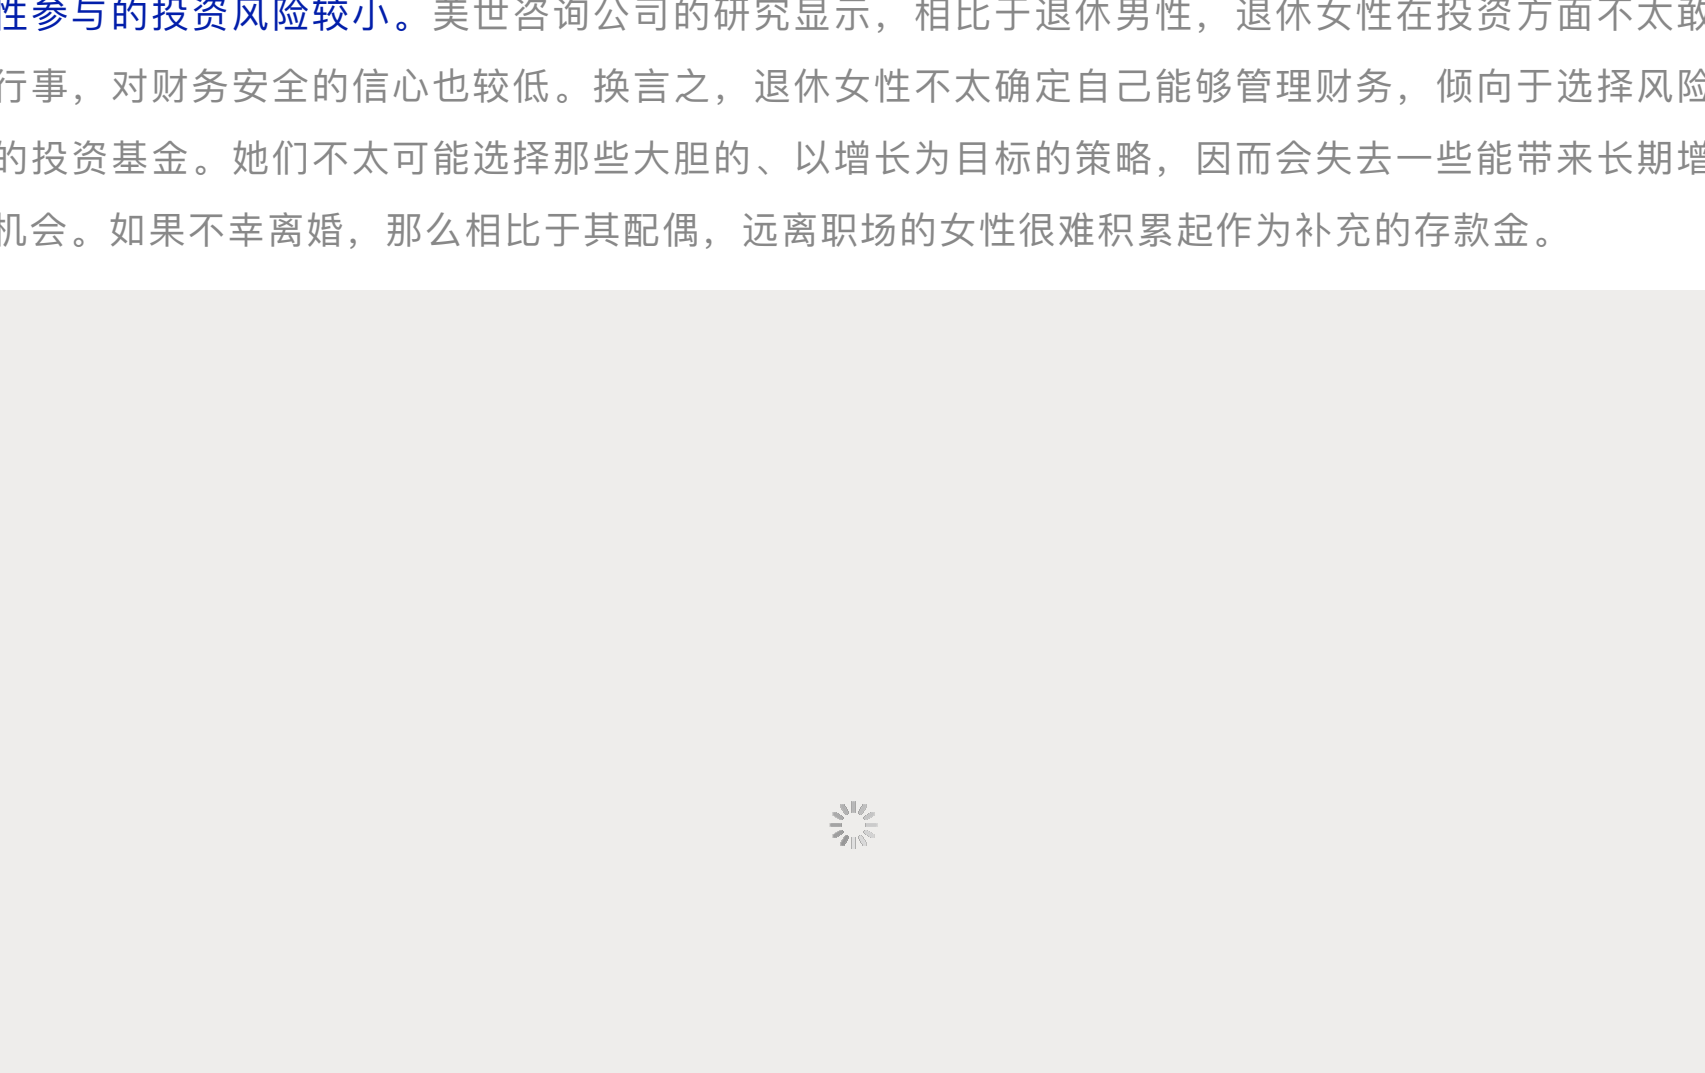 性参与的投资风险较小。美世咨询公司的研究显示，相比于退休男性，退休女性在投资方面不太敢
行事，对财务安全的信心也较低。换言之，退休女性不太确定自己能够管理财务，倾向于选择风险
的投资基金。她们不太可能选择那些大胆的、以增长为目标的策略，因而会失去一些能带来长期增
机会。如果不幸离婚，那么相比于其配偶，远离职场的女性很难积累起作为补充的存款金。